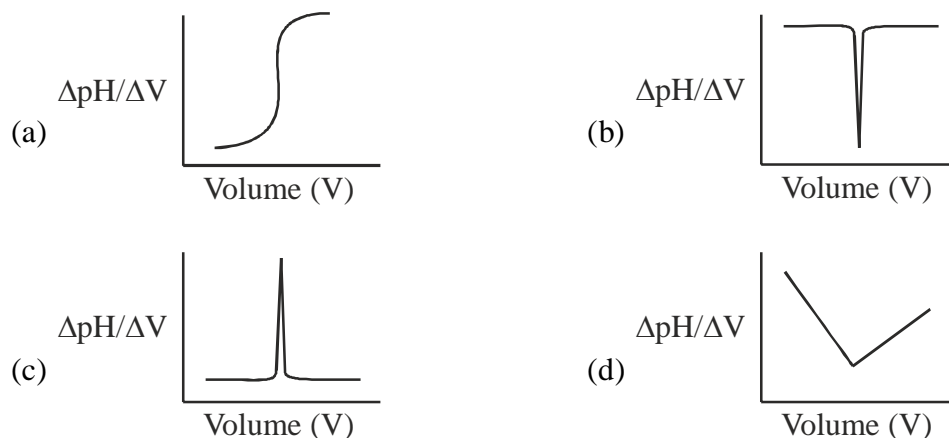 (a) ΔpH/ΔV
Volume (V)
(b) ΔpH/ΔV
Volume (V)
(c) ΔpH/ΔV
Volume (V)
(d) ΔpH/ΔV
Volume (V)